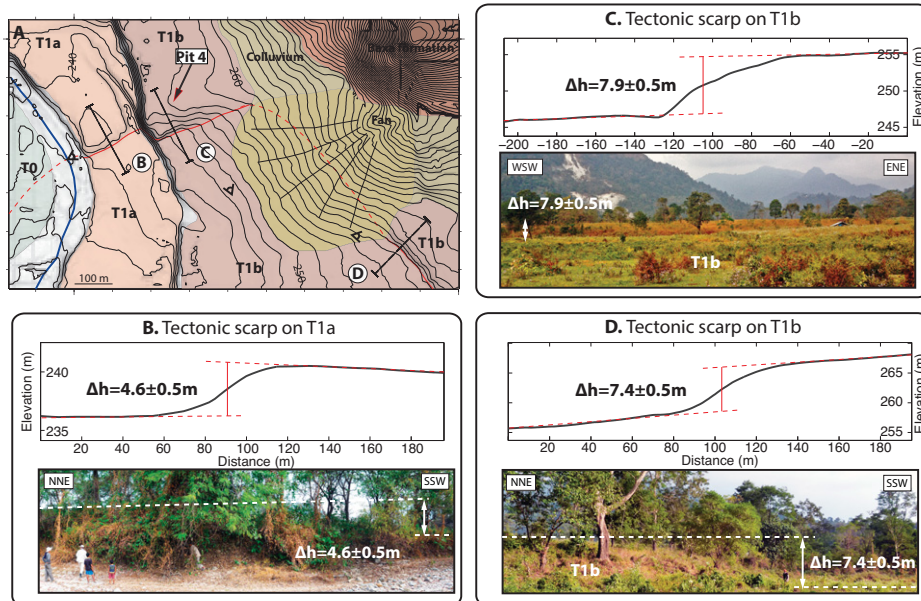 A
T1a
240
T1b
Pit 4
260
Colluvium
Baxa formation
Fan
T0
B
C
T1a
T1b
250
D
T1b
100 m
C. Tectonic scarp on T1b
Δh=7.9±0.5m
255
250
245
Elevation (m)
−200 −180 −160 −140 −120 −100 −80 −60 −40 −20
WSW
ENE
Δh=7.9±0.5m
T1b
B. Tectonic scarp on T1a
Elevation (m)
240
235
Δh=4.6±0.5m
20 40 60 80 100 120 140 160 180
Distance (m)
NNE
SSW
Δh=4.6±0.5m
D. Tectonic scarp on T1b
Δh=7.4±0.5m
265
260
255
Elevation (m)
20 40 60 80 100 120 140 160 180
Distance (m)
NNE
SSW
T1b
Δh=7.4±0.5m